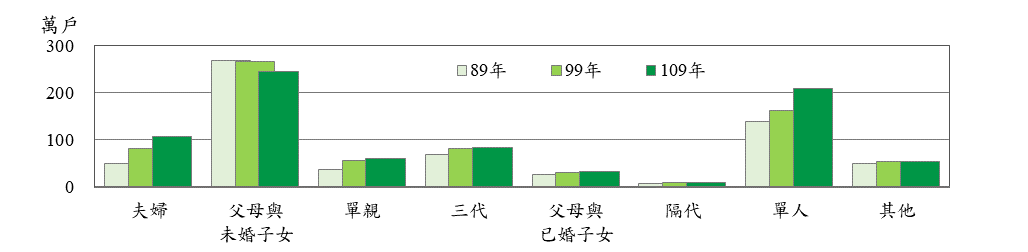 萬戶
300
89年 99年 109年
200
100
0
夫婦 父母與 單親 三代 父母與 隔代 單人 其他
未婚子女 已婚子女